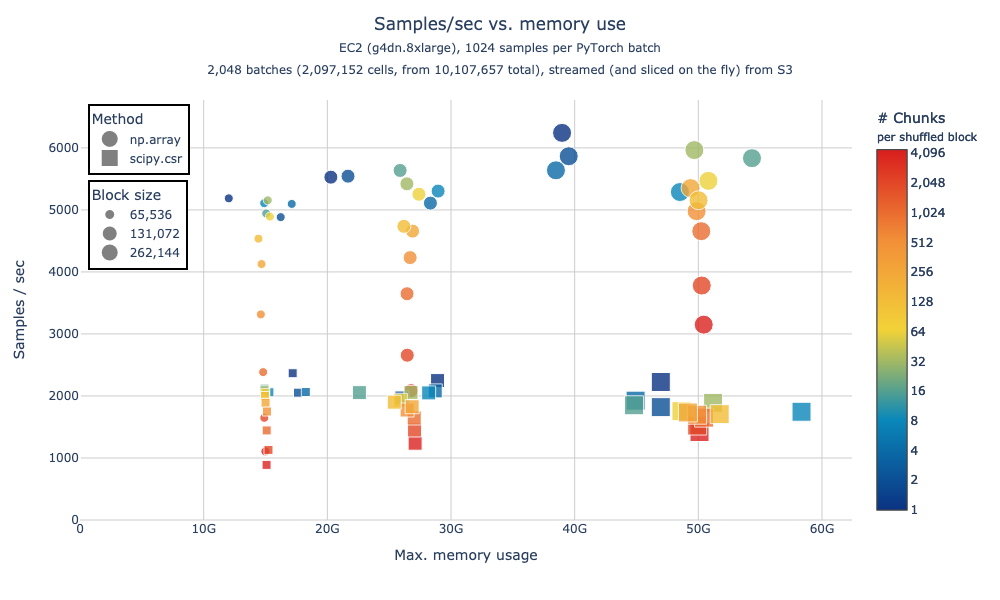 Samples/sec vs. memory use
EC2 (g4dn.8xlarge), 1024 samples per PyTorch batch
2,048 batches (2,097,152 cells, from 10,107,657 total), streamed (and sliced on the fly) from S3
Method
np.array
scipy.csr
Block size
65,536
131,072
262,144
Samples / sec
6000
5000
4000
3000
2000
1000
0
0
10G
20G
30G
40G
50G
60G
Max. memory usage
# Chunks
per shuffled block
4,096
2,048
1,024
512
256
128
64
32
16
8
4
2
1